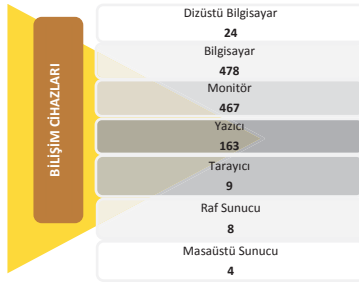 BİLİŞİM CİHAZLARI
Dizüstü Bilgisayar
24
Bilgisayar
478
Monitör
467
Yazıcı
163
Tarayıcı
9
Raf Sunucu
8
Masaüstü Sunucu
4